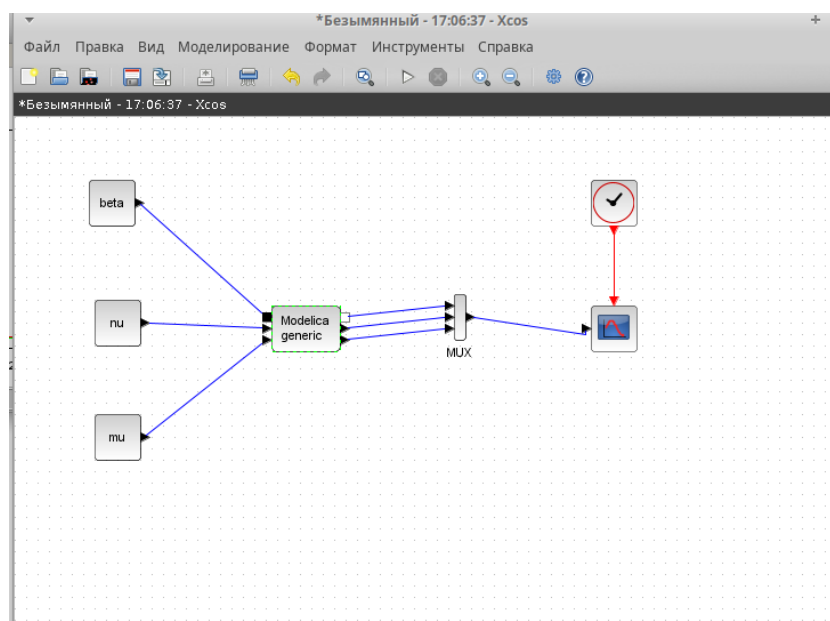 *Безымянный - 17:06:37 - Xcos
Файл Правка Вид Моделирование Формат Инструменты Справка
*Безымянный - 17:06:37 - Xcos
beta
nu
Modelica
generic
MUX
mu